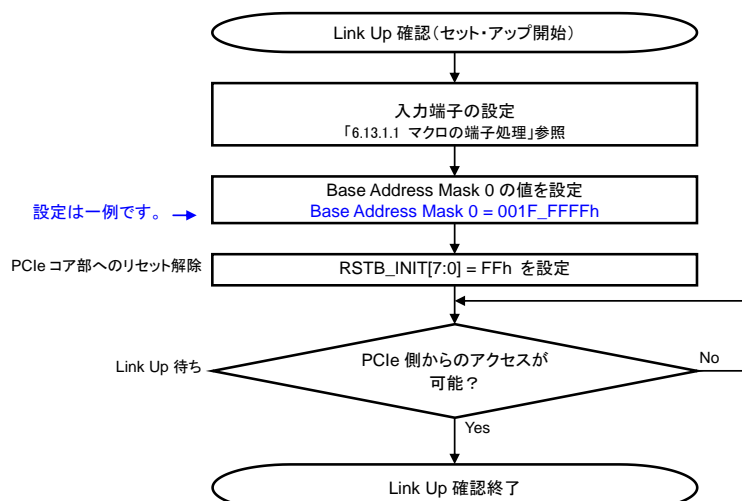 Link Up 確認（セット・アップ開始）
入力端子の設定
「6.13.1.1 マクロの端子処理」参照
Base Address Mask 0 の値を設定
設定は一例です。
Base Address Mask 0 = 001F_FFFFh
PCIe コア部へのリセット解除
RSTB_INIT[7:0] = FFh を設定
PCIe 側からのアクセスが
可能？
Link Up 待ち
No
Yes
Link Up 確認終了